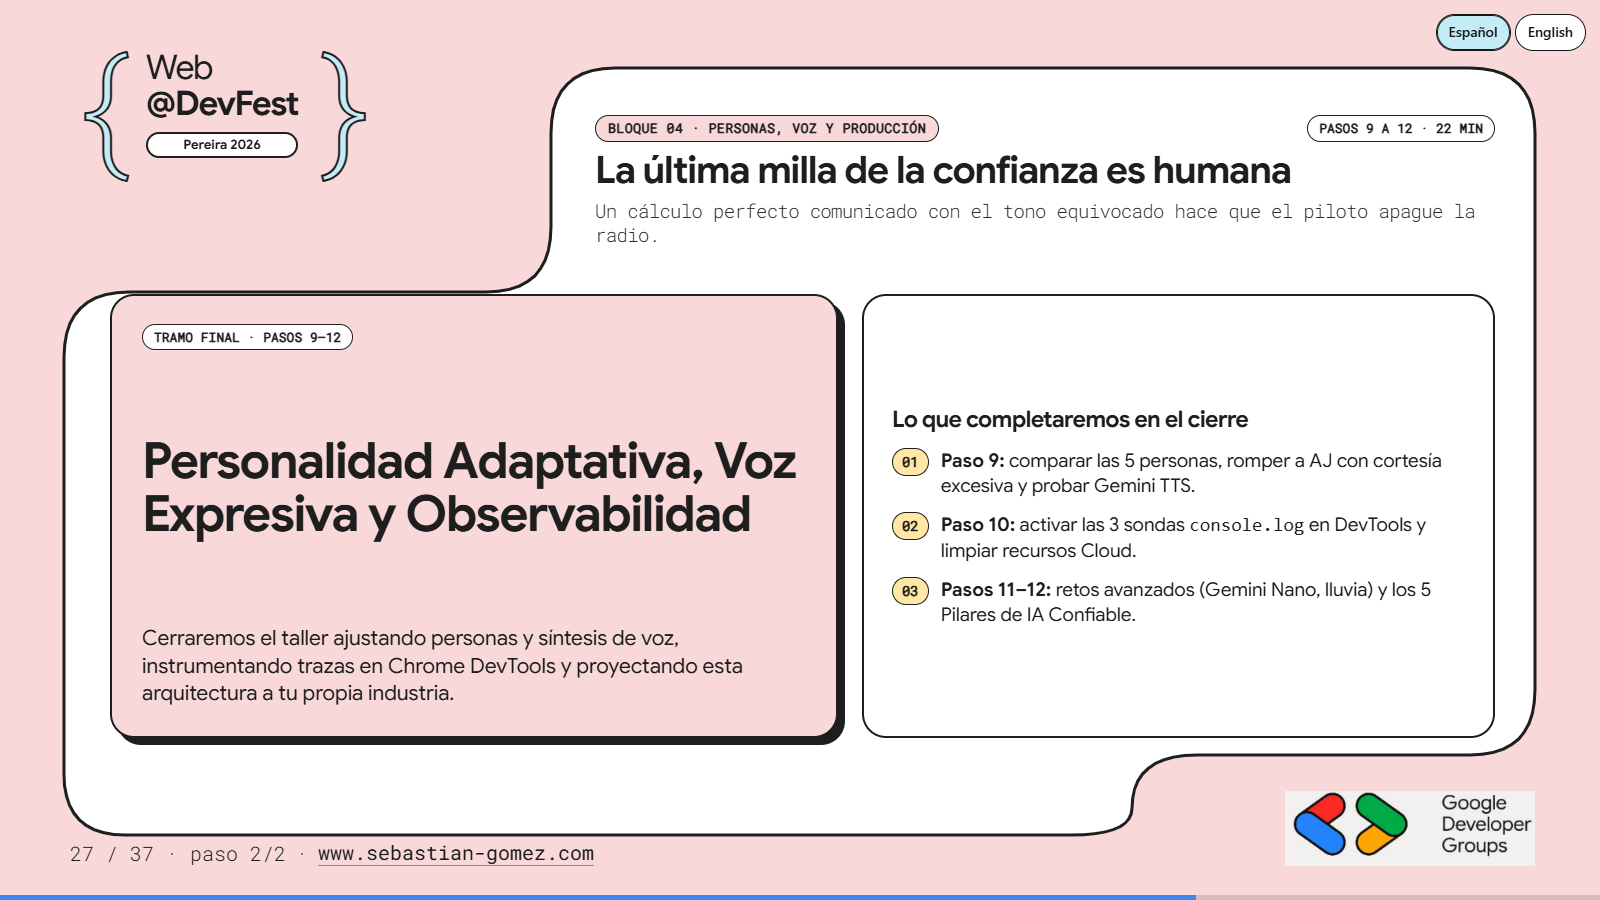 Español
English
Web
@DevFest
Pereira 2026
BLOQUE 04 · PERSONAS, VOZ Y PRODUCCIÓN
PASOS 9 A 12 · 22 MIN
La última milla de la confianza es humana
Un cálculo perfecto comunicado con el tono equivocado hace que el piloto apague la
radio.
TRAMO FINAL · PASOS 9–12
Personalidad Adaptativa, Voz
Expresiva y Observabilidad
Cerraremos el taller ajustando personas y síntesis de voz,
instrumentando trazas en Chrome DevTools y proyectando esta
arquitectura a tu propia industria.
Lo que completaremos en el cierre
01 Paso 9: comparar las 5 personas, romper a AJ con cortesía
excesiva y probar Gemini TTS.
02 Paso 10: activar las 3 sondas console.log en DevTools y
limpiar recursos Cloud.
03 Pasos 11–12: retos avanzados (Gemini Nano, lluvia) y los 5
Pilares de IA Confiable.
27 / 37 · paso 2/2 · www.sebastian-gomez.com
Google
Developer
Groups